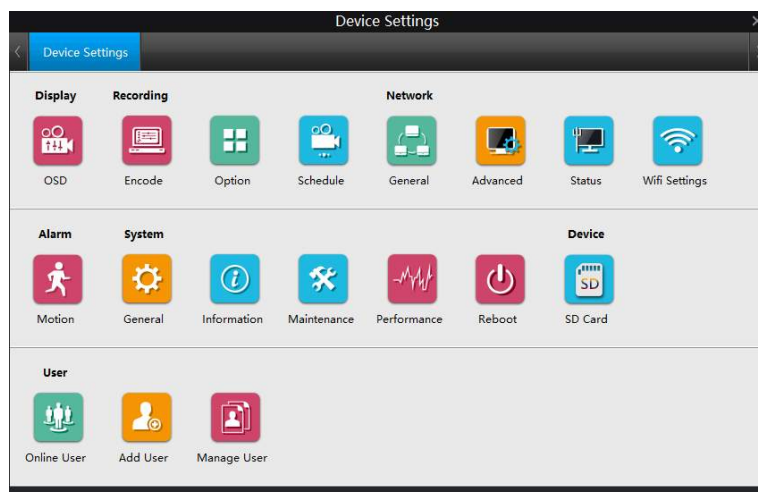 Device Settings
Device Settings
Display Recording Network
OSD Encode Option Schedule General Advanced Status Wifi Settings
Alarm System Device
SD
Motion General Information Maintenance Performance Reboot SD Card
User
Online User Add User Manage User